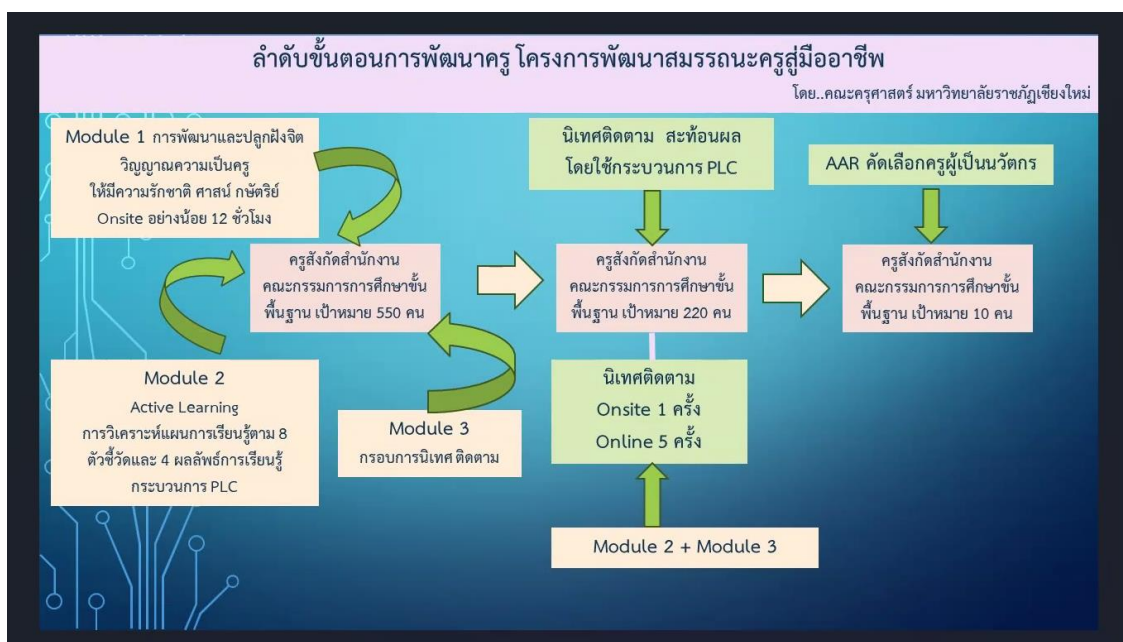 ลำดับขั้นตอนการพัฒนาครู โครงการพัฒนาสมรรถนะครูสู่มืออาชีพ
โดย..คณะครุศาสตร์ มหาวิทยาลัยราชภัฏเชียงใหม่
Module 1 การพัฒนาและปลูกฝังจิต
วิญญาณความเป็นครู
ให้มีความรักชาติ ศาสน์ กษัตริย์
Onsite อย่างน้อย 12 ชั่วโมง
นิเทศติดตาม สะท้อนผล
โดยใช้กระบวนการ PLC
AAR คัดเลือกครูผู้เป็นนวัตกร
ครูสังกัดสำนักงาน
คณะกรรมการการศึกษาขั้น
พื้นฐาน เป้าหมาย 550 คน
ครูสังกัดสำนักงาน
คณะกรรมการการศึกษาขั้น
พื้นฐาน เป้าหมาย 220 คน
ครูสังกัดสำนักงาน
คณะกรรมการการศึกษาขั้น
พื้นฐาน เป้าหมาย 10 คน
Module 2
Active Learning
การวิเคราะห์แผนการเรียนรู้ตาม 8
ตัวชี้วัดและ 4 ผลลัพธ์การเรียนรู้
กระบวนการ PLC
Module 3
กรอบการนิเทศ ติดตาม
นิเทศติดตาม
Onsite 1 ครั้ง
Online 5 ครั้ง
Module 2 + Module 3